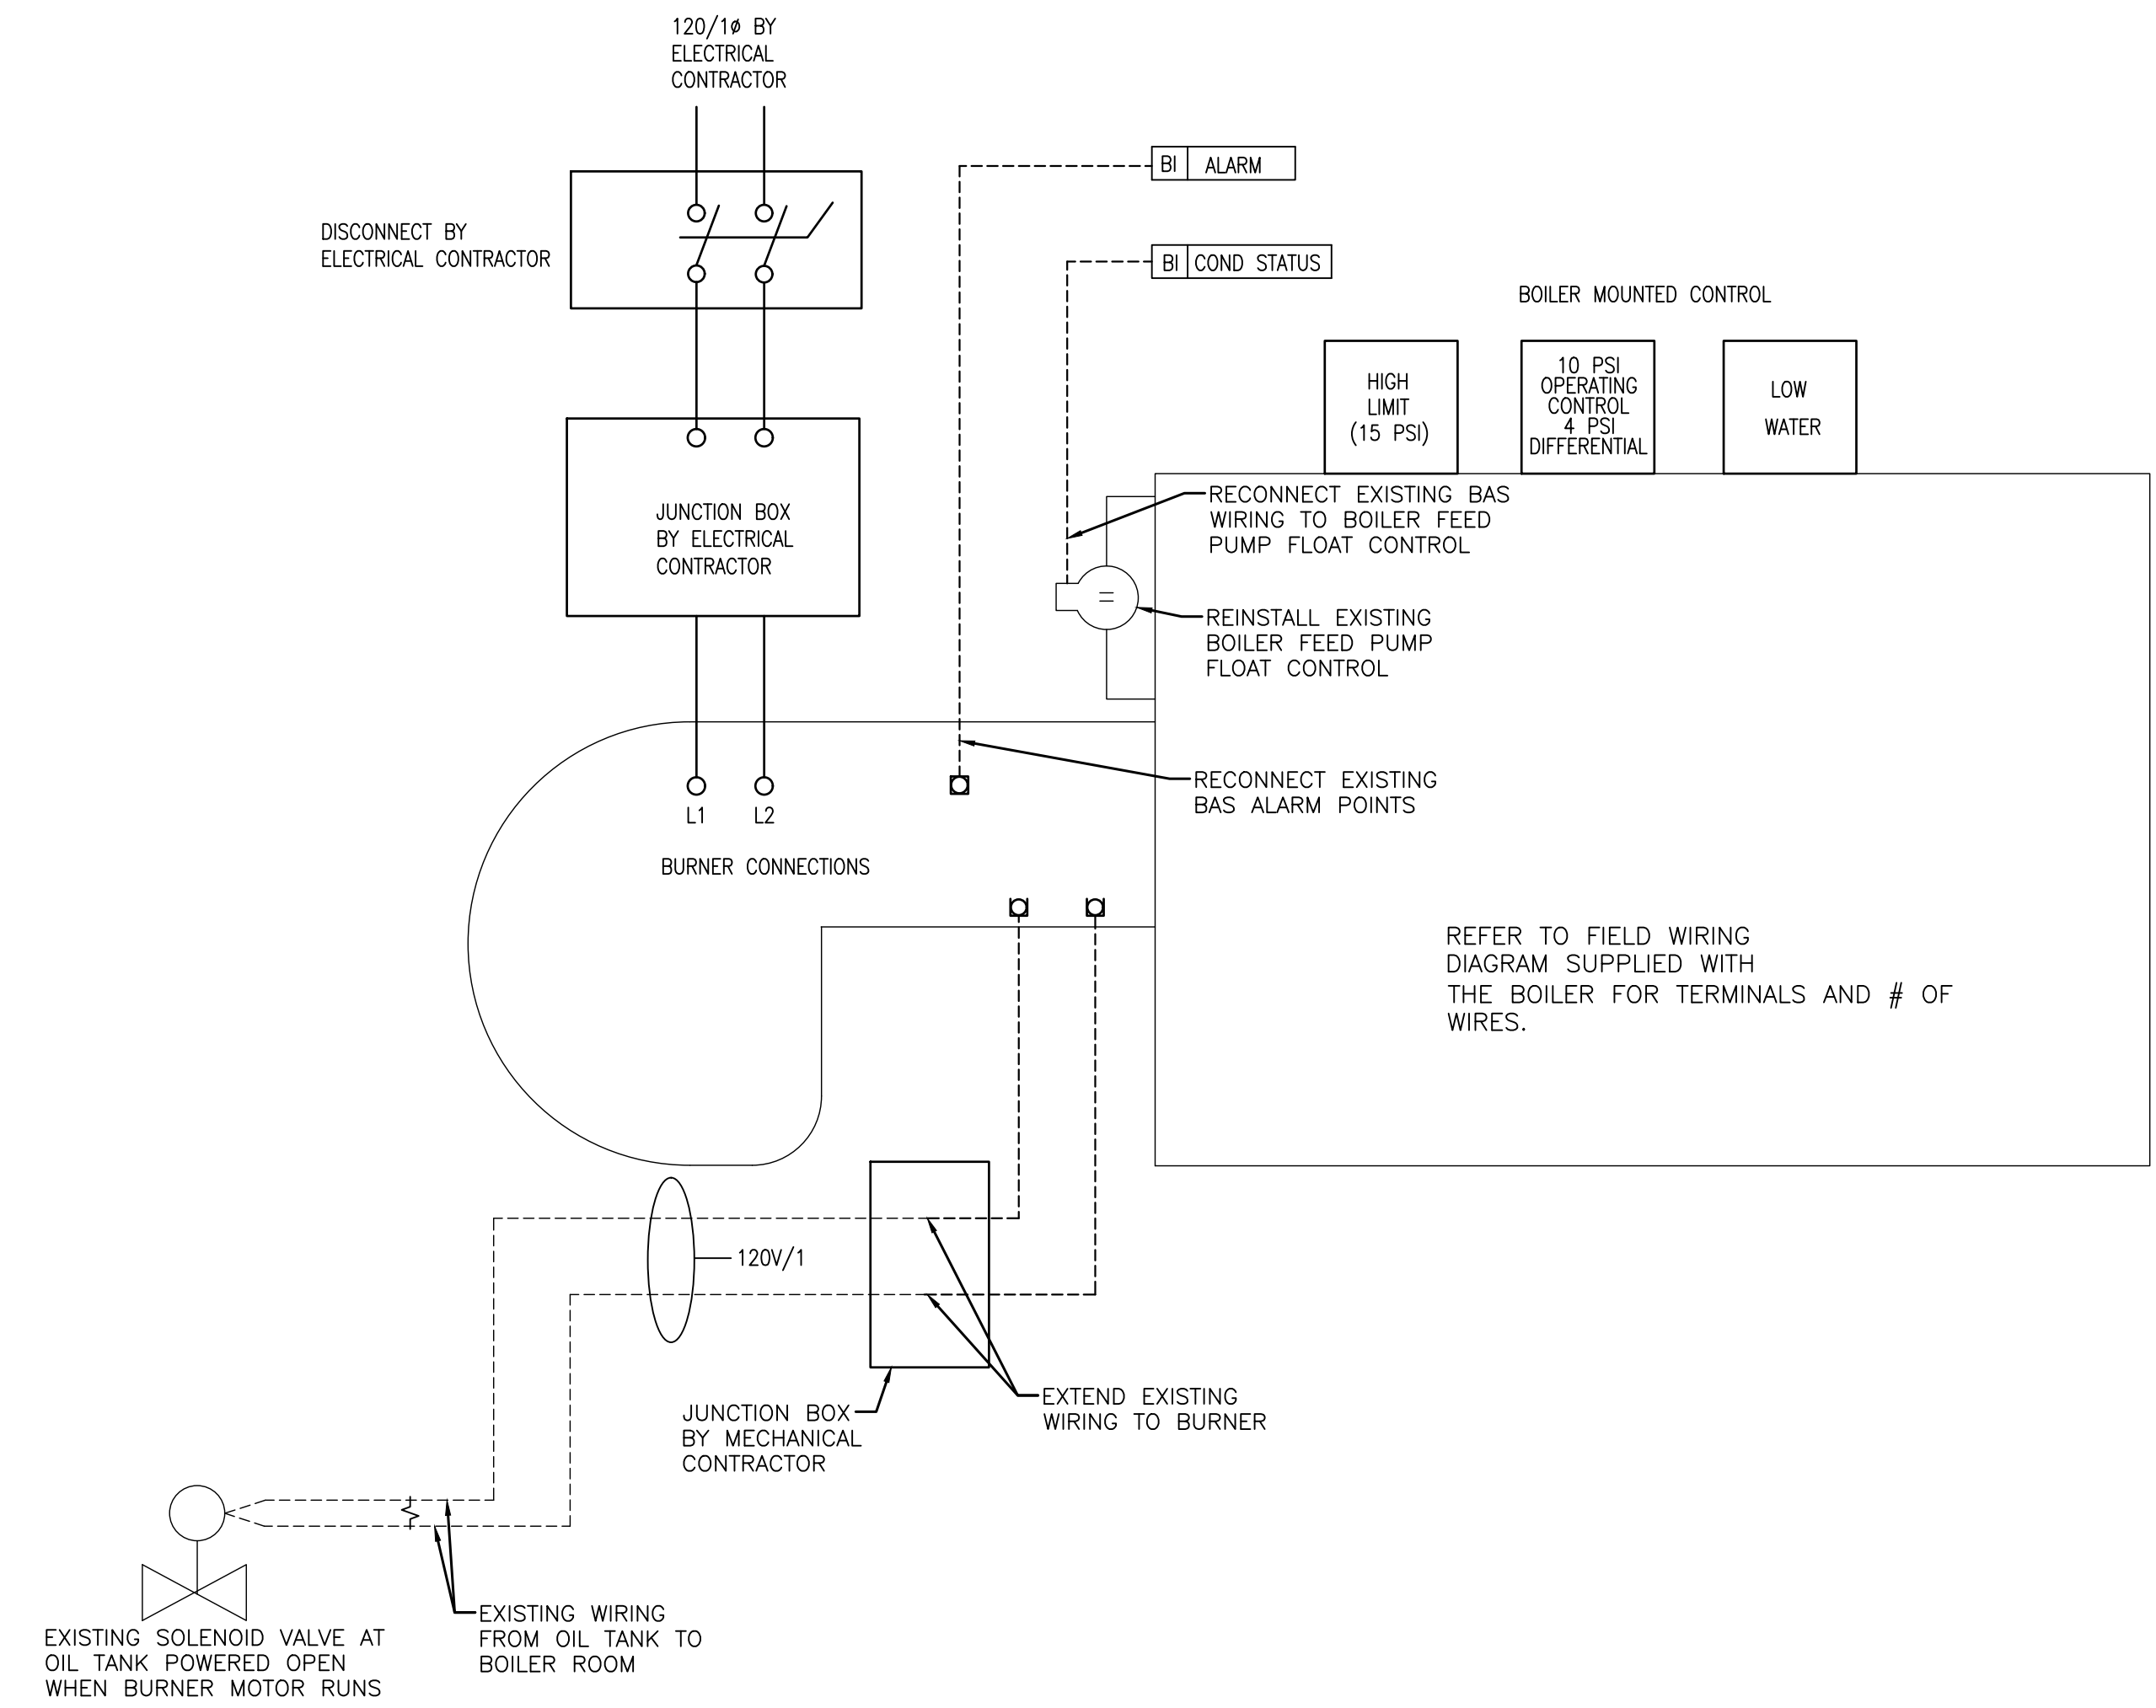 120/1ø BY
ELECTRICAL
CONTRACTOR
DISCONNECT BY
ELECTRICAL CONTRACTOR
BI ALARM
BI COND STATUS
BOILER MOUNTED CONTROL
HIGH
LIMIT
(15 PSI)
10 PSI
OPERATING
CONTROL
4 PSI
DIFFERENTIAL
LOW
WATER
JUNCTION BOX
BY ELECTRICAL
CONTRACTOR
RECONNECT EXISTING BAS
WIRING TO BOILER FEED
PUMP FLOAT CONTROL
=
REINSTALL EXISTING
BOILER FEED PUMP
FLOAT CONTROL
RECONNECT EXISTING
BAS ALARM POINTS
L1 L2
BURNER CONNECTIONS
REFER TO FIELD WIRING
DIAGRAM SUPPLIED WITH
THE BOILER FOR TERMINALS AND # OF
WIRES.
120V/1
JUNCTION BOX
BY MECHANICAL
CONTRACTOR
EXTEND EXISTING
WIRING TO BURNER
EXISTING WIRING
FROM OIL TANK TO
BOILER ROOM
EXISTING SOLENOID VALVE AT
OIL TANK POWERED OPEN
WHEN BURNER MOTOR RUNS